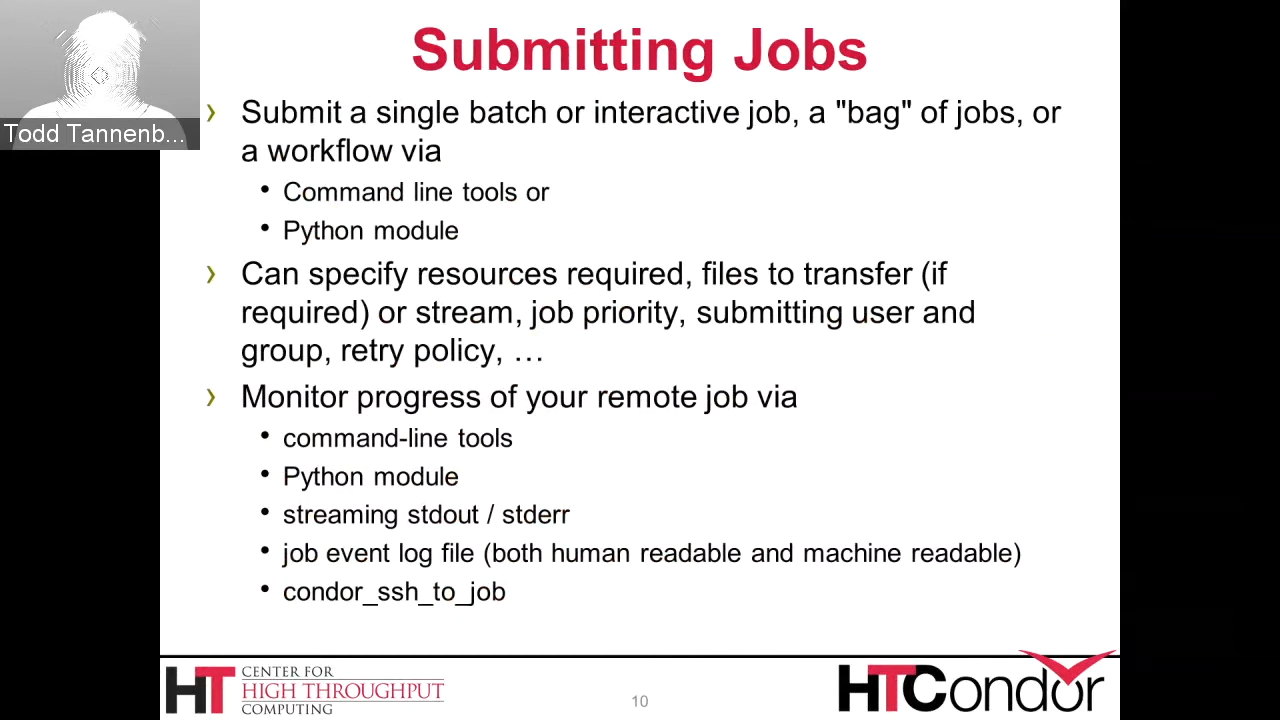 Submitting Jobs
Todd Tannenb...
› Submit a single batch or interactive job, a "bag" of jobs, or
a workflow via
• Command line tools or
• Python module
› Can specify resources required, files to transfer (if
required) or stream, job priority, submitting user and
group, retry policy, …
› Monitor progress of your remote job via
• command-line tools
• Python module
• streaming stdout / stderr
• job event log file (both human readable and machine readable)
• condor_ssh_to_job
HT CENTER FOR
HIGH THROUGHPUT
COMPUTING
10
HTCondor